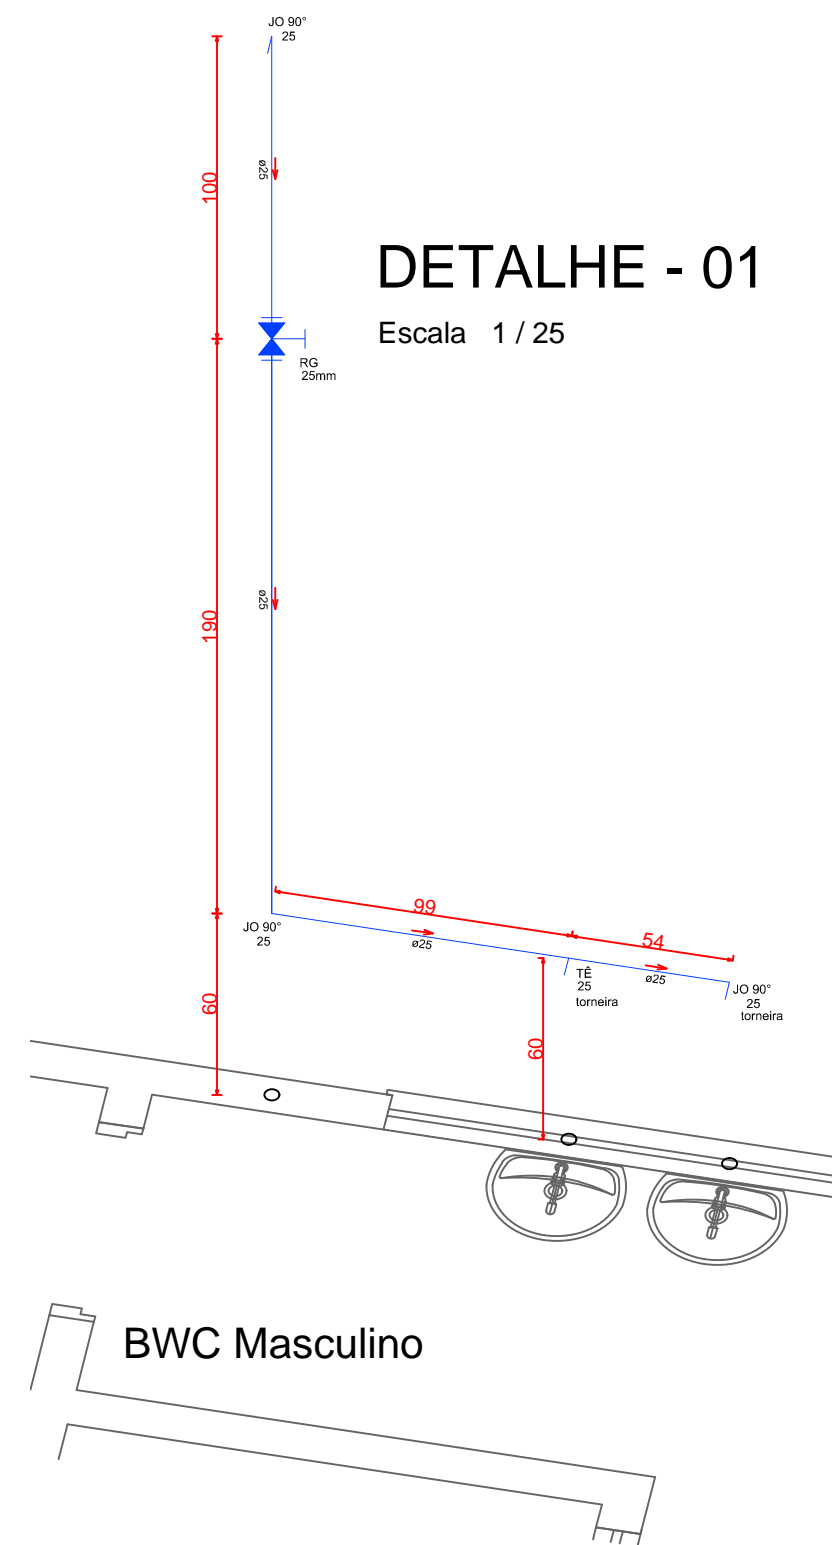 JO 90°
25
ø25
100
DETALHE - 01
Escala 1 / 25
RG
25mm
ø25
190
99
54
JO 90°
25
ø25
ø25
TÊ
25
torneira
JO 90°
25
torneira
60
60
BWC Masculino